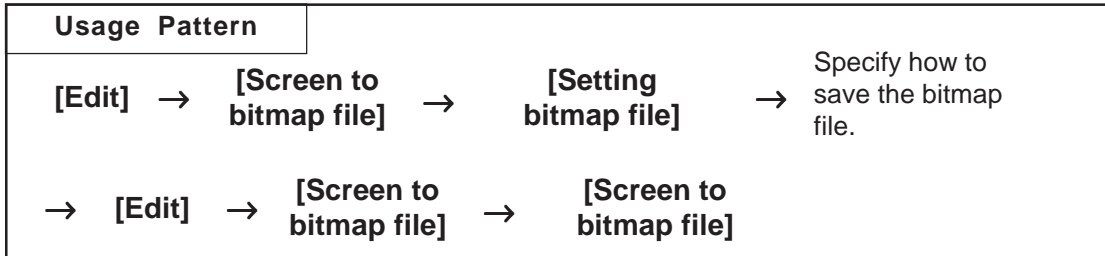 Usage Pattern
[Edit] → [Screen to bitmap file] → [Setting bitmap file] → Specify how to save the bitmap file.
→ [Edit] → [Screen to bitmap file] → [Screen to bitmap file]